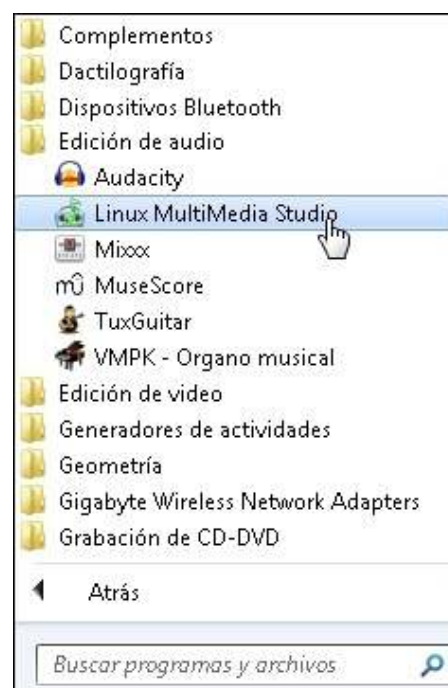 Complementos
Dactilografía
Dispositivos Bluetooth
Edición de audio
Audacity
Linux MultiMedia Studio
Mixxx
MuseScore
TuxGuitar
VMPK - Organo musical
Edición de video
Generadores de actividades
Geometría
Gigabyte Wireless Network Adapters
Grabación de CD-DVD
Atrás
Buscar programas y archivos